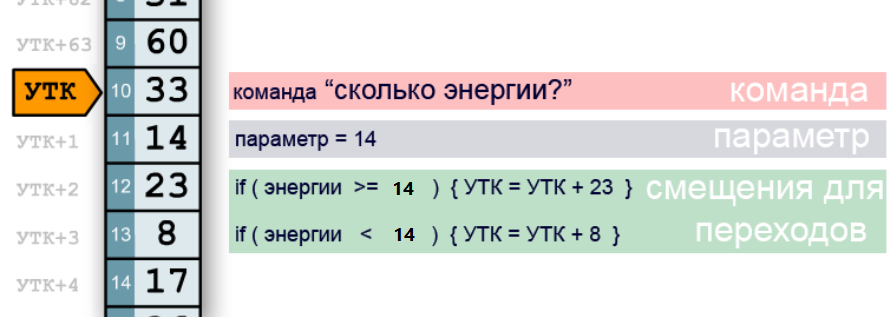 УТК+63 9 60
УТК 10 33 команда “сколько энергии?” команда
УТК+1 11 14 параметр = 14 параметр
УТК+2 12 23 if ( энергии >= 14 ) { УТК = УТК + 23 } смещения для
УТК+3 13 8 if ( энергии < 14 ) { УТК = УТК + 8 } переходов
УТК+4 14 17